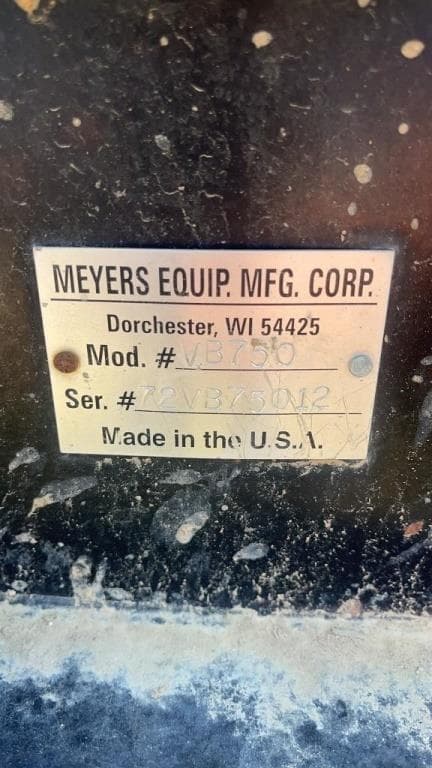 MEYERS EQUIP. MFG. CORP.
Dorchester, WI 54425
Mod. # VB750
Ser. # 72VB75012
Made in the U.S.A.